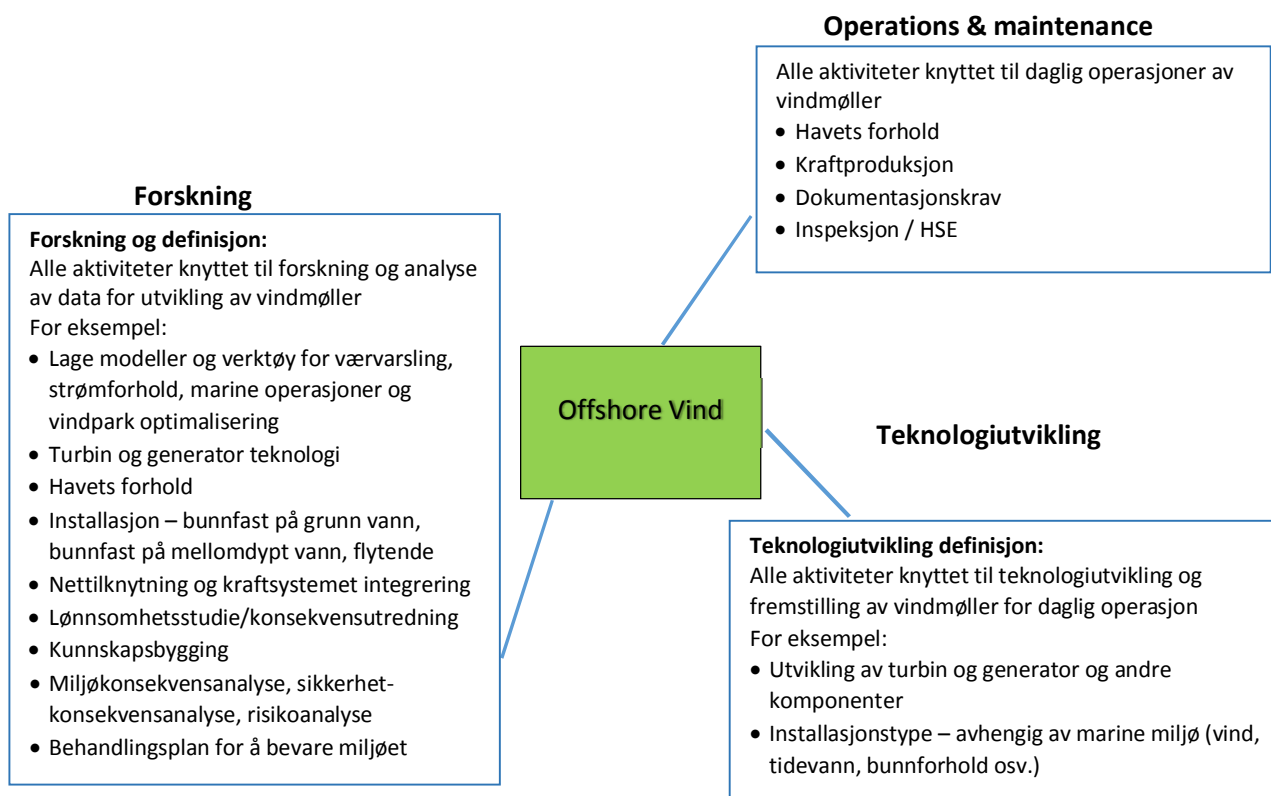 Operations & maintenance
Alle aktiviteter knyttet til daglig operasjoner av
vindmøller
• Havets forhold
• Kraftproduksjon
• Dokumentasjonskrav
• Inspeksjon / HSE
Forskning
Forskning og definisjon:
Alle aktiviteter knyttet til forskning og analyse
av data for utvikling av vindmøller
For eksempel:
• Lage modeller og verktøy for værvarsling,
strømforhold, marine operasjoner og
vindpark optimalisering
• Turbin og generator teknologi
• Havets forhold
• Installasjon – bunnfast på grunn vann,
bunnfast på mellomdypt vann, flytende
• Nettilknytning og kraftsystemet integrering
• Lønnsomhetsstudie/konsekvensutredning
• Kunnskapsbygging
• Miljøkonsekvensanalyse, sikkerhet-
konsekvensanalyse, risikoanalyse
• Behandlingsplan for å bevare miljøet
Offshore Vind
Teknologiutvikling
Teknologiutvikling definisjon:
Alle aktiviteter knyttet til teknologiutvikling og
fremstilling av vindmøller for daglig operasjon
For eksempel:
• Utvikling av turbin og generator og andre
komponenter
• Installasjonstype – avhengig av marine miljø (vind,
tidevann, bunnforhold osv.)